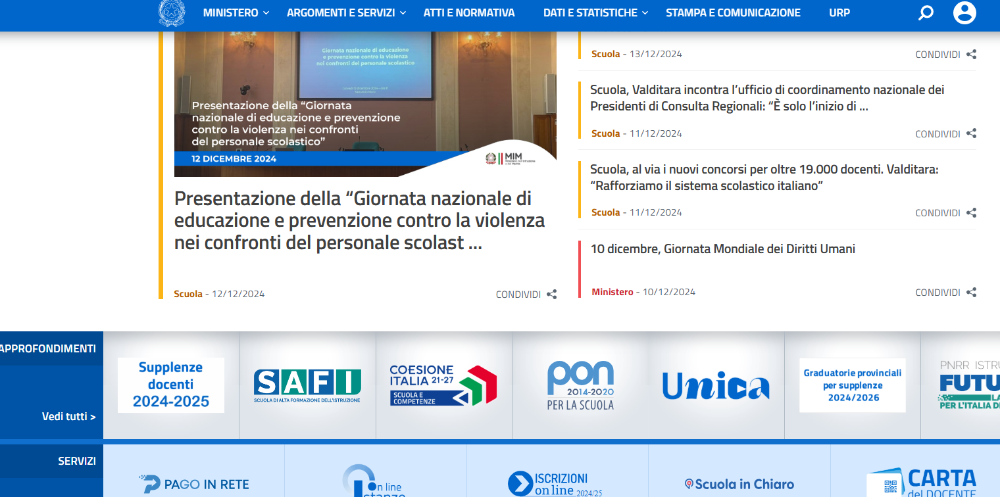 MINISTERO
ARGOMENTI E SERVIZI
ATTI E NORMATIVA
DATI E STATISTICHE
STAMPA E COMUNICAZIONE
URP
Giornata nazionale di educazione
e prevenzione contro la violenza
nei confronti del personale scolastico
Presentazione della “Giornata
nazionale di educazione e prevenzione
contro la violenza nei confronti
del personale scolastico”
12 DICEMBRE 2024
MIM
Presentazione della “Giornata nazionale di
educazione e prevenzione contro la violenza
nei confronti del personale scolast ...
Scuola - 12/12/2024
CONDIVIDI
Scuola - 13/12/2024
CONDIVIDI
Scuola, Valditara incontra l’ufficio di coordinamento nazionale dei
Presidenti di Consulta Regionali: “È solo l’inizio di ...
Scuola - 11/12/2024
CONDIVIDI
Scuola, al via i nuovi concorsi per oltre 19.000 docenti. Valditara:
“Rafforziamo il sistema scolastico italiano”
Scuola - 11/12/2024
CONDIVIDI
10 dicembre, Giornata Mondiale dei Diritti Umani
Ministero - 10/12/2024
CONDIVIDI
APPROFONDIMENTI
Vedi tutti >
Supplenze
docenti
2024-2025
SAFI
SCUOLA DI ALTA FORMAZIONE DELL'ISTRUZIONE
COESIONE
ITALIA 21-27
SCUOLA E
COMPETENZE
pon
2014-2020
PER LA SCUOLA
Unica
Graduatorie provinciali
per supplenze
2024/2026
PNRR ISTRU
FUTU
LA
PER L'ITALIA D
SERVIZI
PAGO IN RETE
on line
Istanze
ISCRIZIONI
on line 2024/25
Scuola in Chiaro
CARTA
del DOCENTE